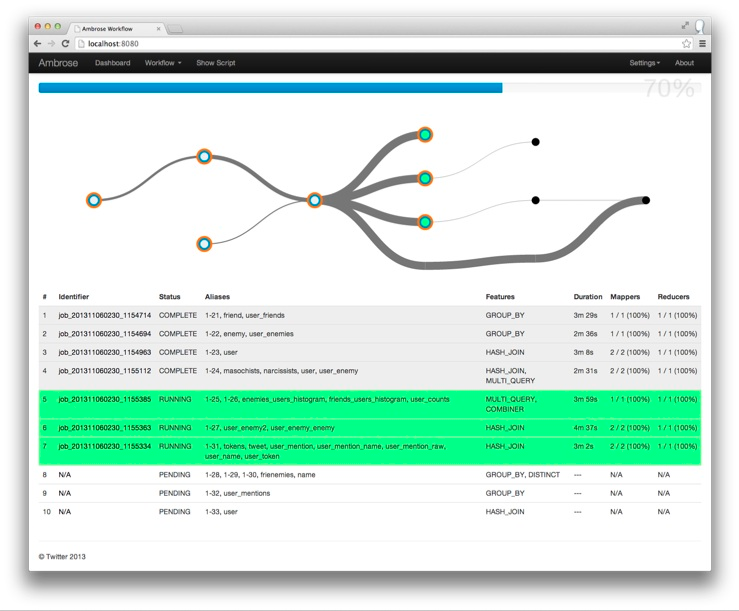 Ambrose Workflow
localhost:8080
Ambrose Dashboard Workflow Show Script Settings About
70%
# Identifier Status Aliases Features Duration Mappers Reducers
1 job_201311060230_1154714 COMPLETE 1-21, friend, user_friends GROUP_BY 3m 29s 1 / 1 (100%) 1 / 1 (100%)
2 job_201311060230_1154694 COMPLETE 1-22, enemy, user_enemies GROUP_BY 2m 36s 1 / 1 (100%) 1 / 1 (100%)
3 job_201311060230_1154963 COMPLETE 1-23, user HASH_JOIN 3m 8s 2 / 2 (100%) 1 / 1 (100%)
4 job_201311060230_1155112 COMPLETE 1-24, masochists, narcissists, user, user_enemy HASH_JOIN, 2m 31s 2 / 2 (100%) 1 / 1 (100%)
MULTI_QUERY
5 job_201311060230_1155385 RUNNING 1-25, 1-26, enemies_users_histogram, friends_users_histogram, user_counts MULTI_QUERY, 3m 59s 1 / 1 (100%) 1 / 1 (100%)
COMBINER
6 job_201311060230_1155363 RUNNING 1-27, user_enemy2, user_enemy_enemy HASH_JOIN 4m 37s 2 / 2 (100%) 1 / 1 (100%)
7 job_201311060230_1155334 RUNNING 1-31, tokens, tweet, user_mention, user_mention_name, user_mention_raw, HASH_JOIN 3m 2s 2 / 2 (100%) 1 / 1 (100%)
user_name, user_token
8 N/A PENDING 1-28, 1-29, 1-30, frienemies, name GROUP_BY, DISTINCT --- N/A N/A
9 N/A PENDING 1-32, user_mentions GROUP_BY --- N/A N/A
10 N/A PENDING 1-33, user HASH_JOIN --- N/A N/A
© Twitter 2013